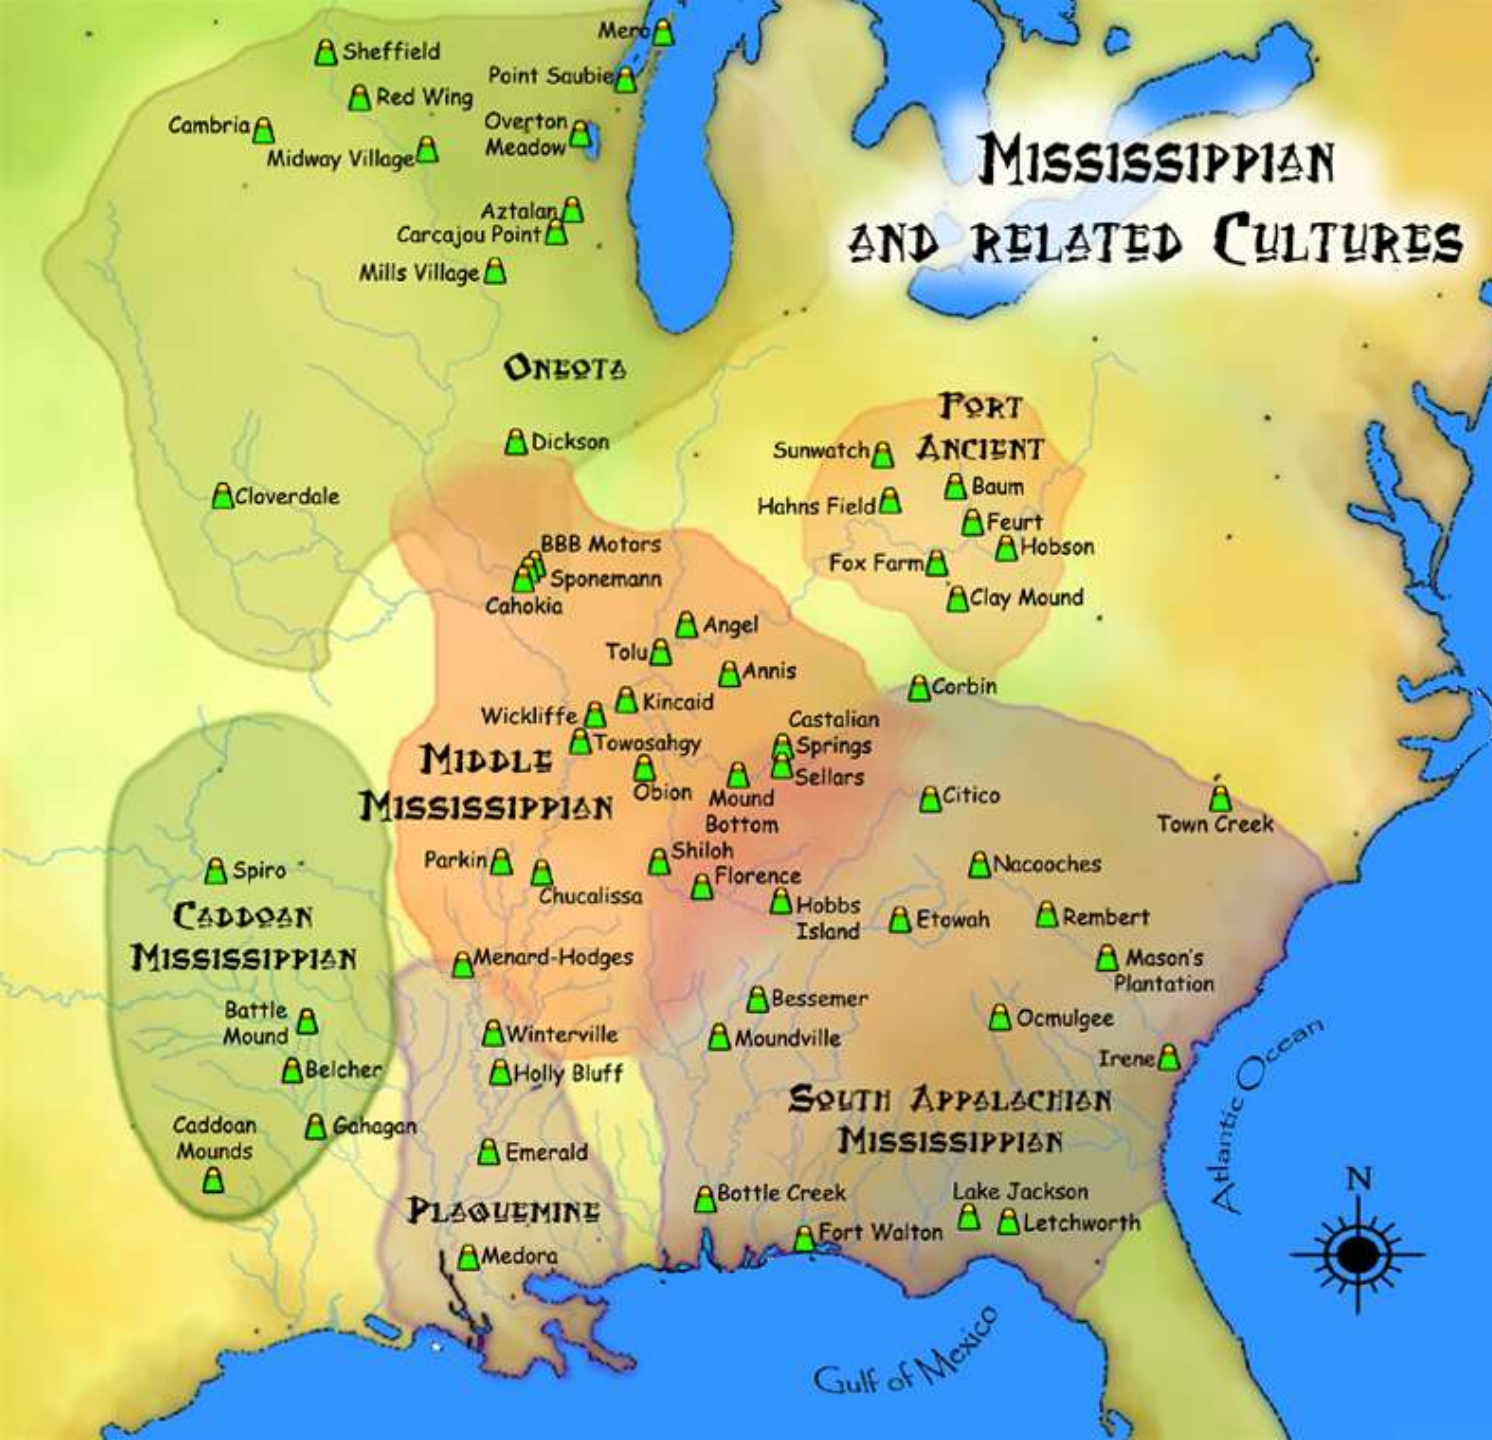 Mero
Sheffield
Point Saubie
Red Wing
Overton
Meadow
Cambria
Midway Village
Mississippian
and related Cultures
Aztalan
Carcajou Point
Mills Village
Oneota
Fort
Ancient
Dickson
Sunwatch
Baum
Cloverdale
Hahns Field
Feurt
Hobson
BBB Motors
Fox Farm
Sponemann
Cahokia
Clay Mound
Angel
Tolu
Annis
Corbin
Kincaid
Wickliffe
Castalian
Springs
Towosahgy
Middle
Mississippian
Sellars
Obion
Mound
Bottom
Citico
Town Creek
Parkin
Shiloh
Nacooches
Spiro
Florence
Chucalissa
Caddoan
Mississippian
Hobbs
Island
Etowah
Rembert
Menard-Hodges
Mason's
Plantation
Bessemer
Battle
Mound
Winterville
Moundville
Ocmulgee
Irene
Belcher
Holly Bluff
Atlantic Ocean
South Appalachian
Mississippian
Caddoan
Mounds
Gahagan
Emerald
N
Plaquemine
Bottle Creek
Lake Jackson
Letchworth
Fort Walton
Medora
Gulf of Mexico